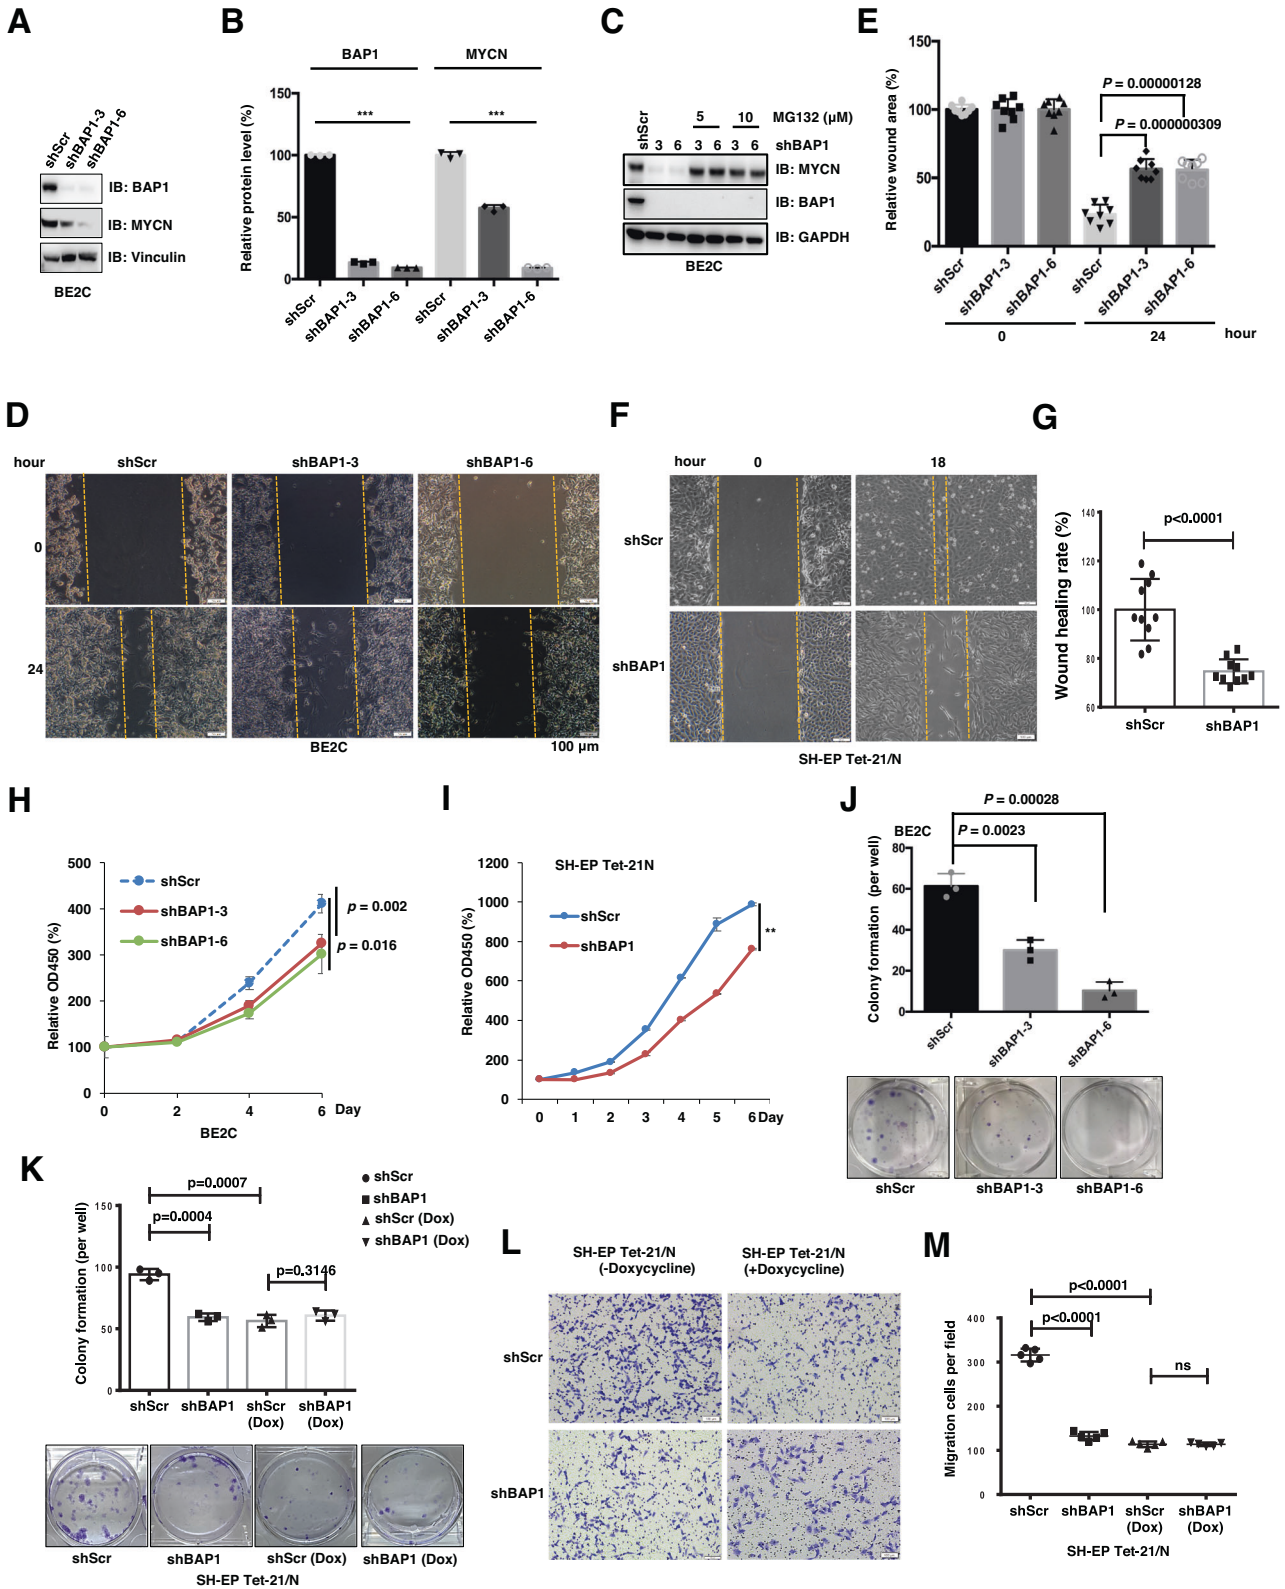 A
shScr
shBAP1-3
shBAP1-6
IB: BAP1
IB: MYCN
IB: Vinculin
BE2C
B
BAP1
MYCN
Relative protein level (%)
150
100
50
0
***
***
shScr
shBAP1-3
shBAP1-6
shScr
shBAP1-3
shBAP1-6
C
shScr
5
10
MG132 (μM)
3 6 3 6 3 6
shBAP1
IB: MYCN
IB: BAP1
IB: GAPDH
BE2C
E
Relative wound area (%)
150
100
50
0
P = 0.00000128
P = 0.000000309
shScr
shBAP1-3
shBAP1-6
shScr
shBAP1-3
shBAP1-6
0
24
hour
D
hour
shScr
shBAP1-3
shBAP1-6
0
24
BE2C
100 μm
F
hour
0
18
shScr
shBAP1
SH-EP Tet-21/N
G
Wound healing rate (%)
140
120
100
80
60
p<0.0001
shScr
shBAP1
H
Relative OD450 (%)
500
400
300
200
100
0
shScr
shBAP1-3
shBAP1-6
p = 0.002
p = 0.016
0 2 4 6 Day
BE2C
I
SH-EP Tet-21N
Relative OD450 (%)
1200
1000
800
600
400
200
0
shScr
shBAP1
**
0 1 2 3 4 5 6 Day
J
BE2C
P = 0.00028
P = 0.0023
Colony formation (per well)
80
60
40
20
0
shScr
shBAP1-3
shBAP1-6
shScr
shBAP1-3
shBAP1-6
K
Colony formation (per well)
150
100
50
0
p=0.0007
p=0.0004
p=0.3146
shScr
shBAP1
shScr (Dox)
shBAP1 (Dox)
shScr
shBAP1
shScr
(Dox)
shBAP1
(Dox)
shScr
shBAP1
shScr (Dox)
shBAP1 (Dox)
SH-EP Tet-21/N
L
SH-EP Tet-21/N
(-Doxycycline)
SH-EP Tet-21/N
(+Doxycycline)
shScr
shBAP1
M
Migration cells per field
400
300
200
100
0
p<0.0001
p<0.0001
ns
shScr
shBAP1
shScr
(Dox)
shBAP1
(Dox)
SH-EP Tet-21/N